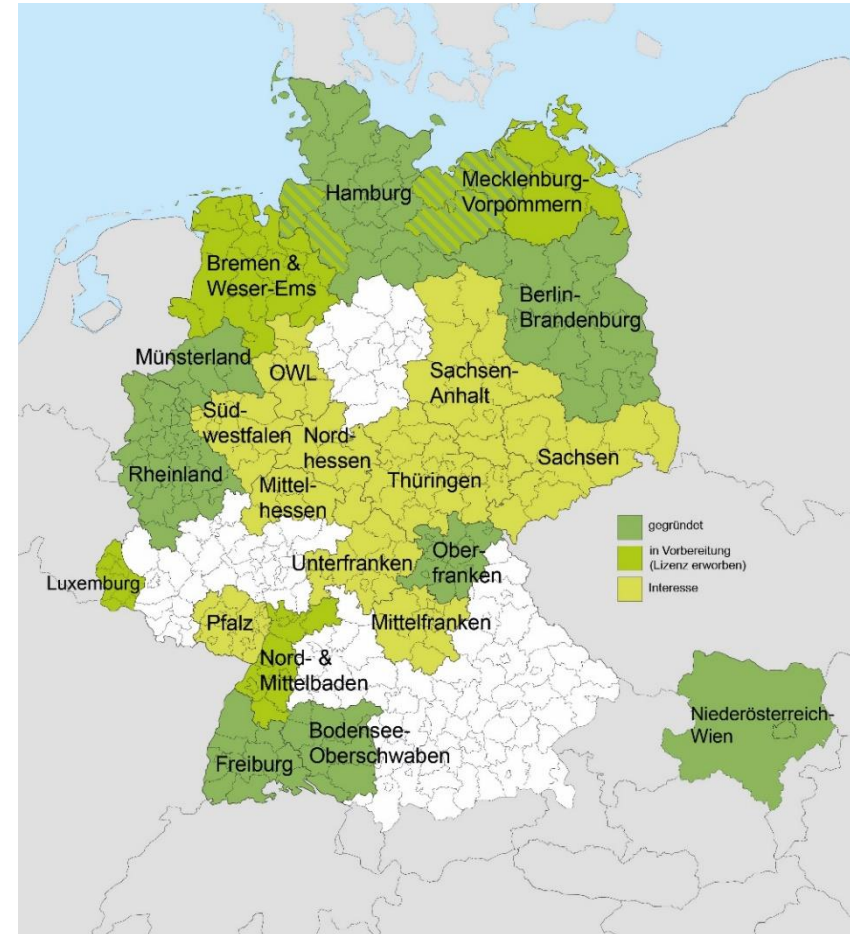 Hamburg
Mecklenburg-
Vorpommern
Bremen &
Weser-Ems
Berlin-
Brandenburg
Münsterland
OWL
Sachsen-
Anhalt
Süd-
westfalen
Nord-
hessen
Sachsen
Rheinland
Mittel-
hessen
Thüringen
gegründet
in Vorbereitung
(Lizenz erworben)
Interesse
Ober-
franken
Unterfranken
Luxemburg
Pfalz
Mittelfranken
Nord- &
Mittelbaden
Niederösterreich-
Wien
Bodensee-
Oberschwaben
Freiburg